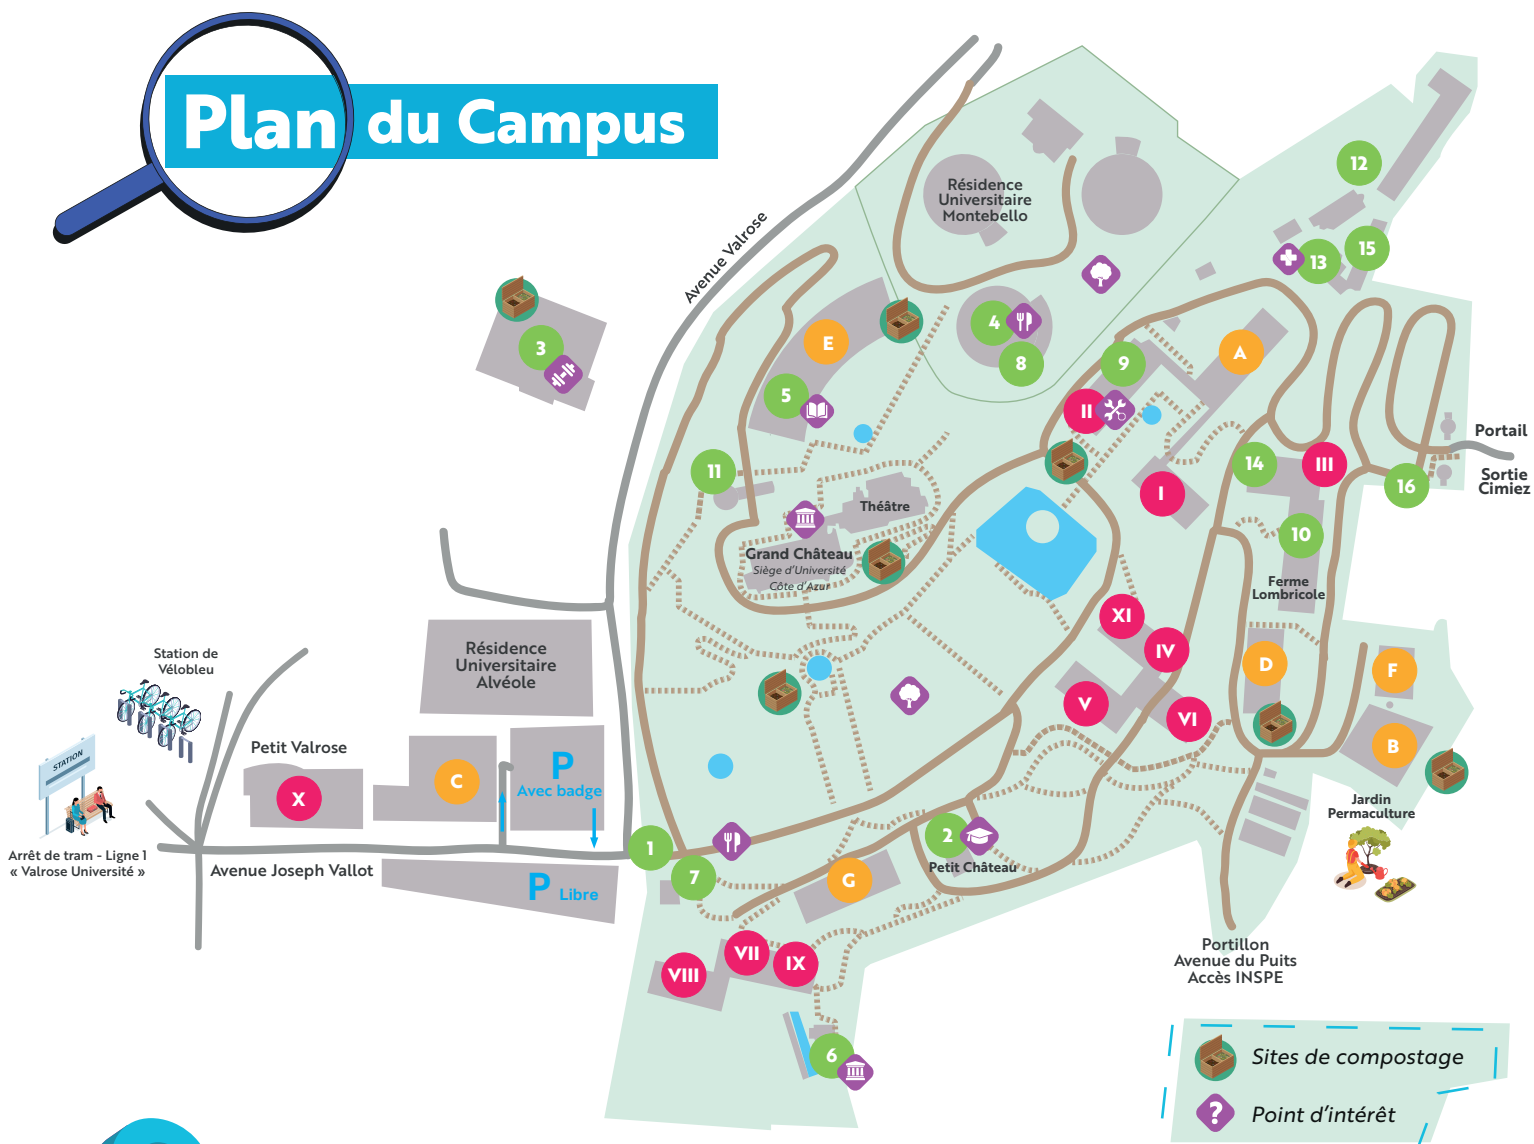 Plan du Campus
Avenue Valrose
Résidence
Universitaire
Montebello
12
13
15
3
E
4
8
5
9
A
II
11
14
III
Portail
16
Sortie
Cimiez
I
Théâtre
10
Grand Château
Siège d'Université
Côte d'Azur
Ferme
Lombricole
XI
IV
D
F
V
VI
B
Résidence
Universitaire
Alvéole
Station de
Vélobleu
STATION
Petit Valrose
X
C
P
Avec badge
Jardin
Permaculture
1
2
Petit Château
Arrêt de tram - Ligne 1
« Valrose Université »
Avenue Joseph Vallot
P Libre
7
G
VIII
VII
IX
Portillon
Avenue du Puits
Accès INSPE
6
Sites de compostage
?
Point d'intérêt